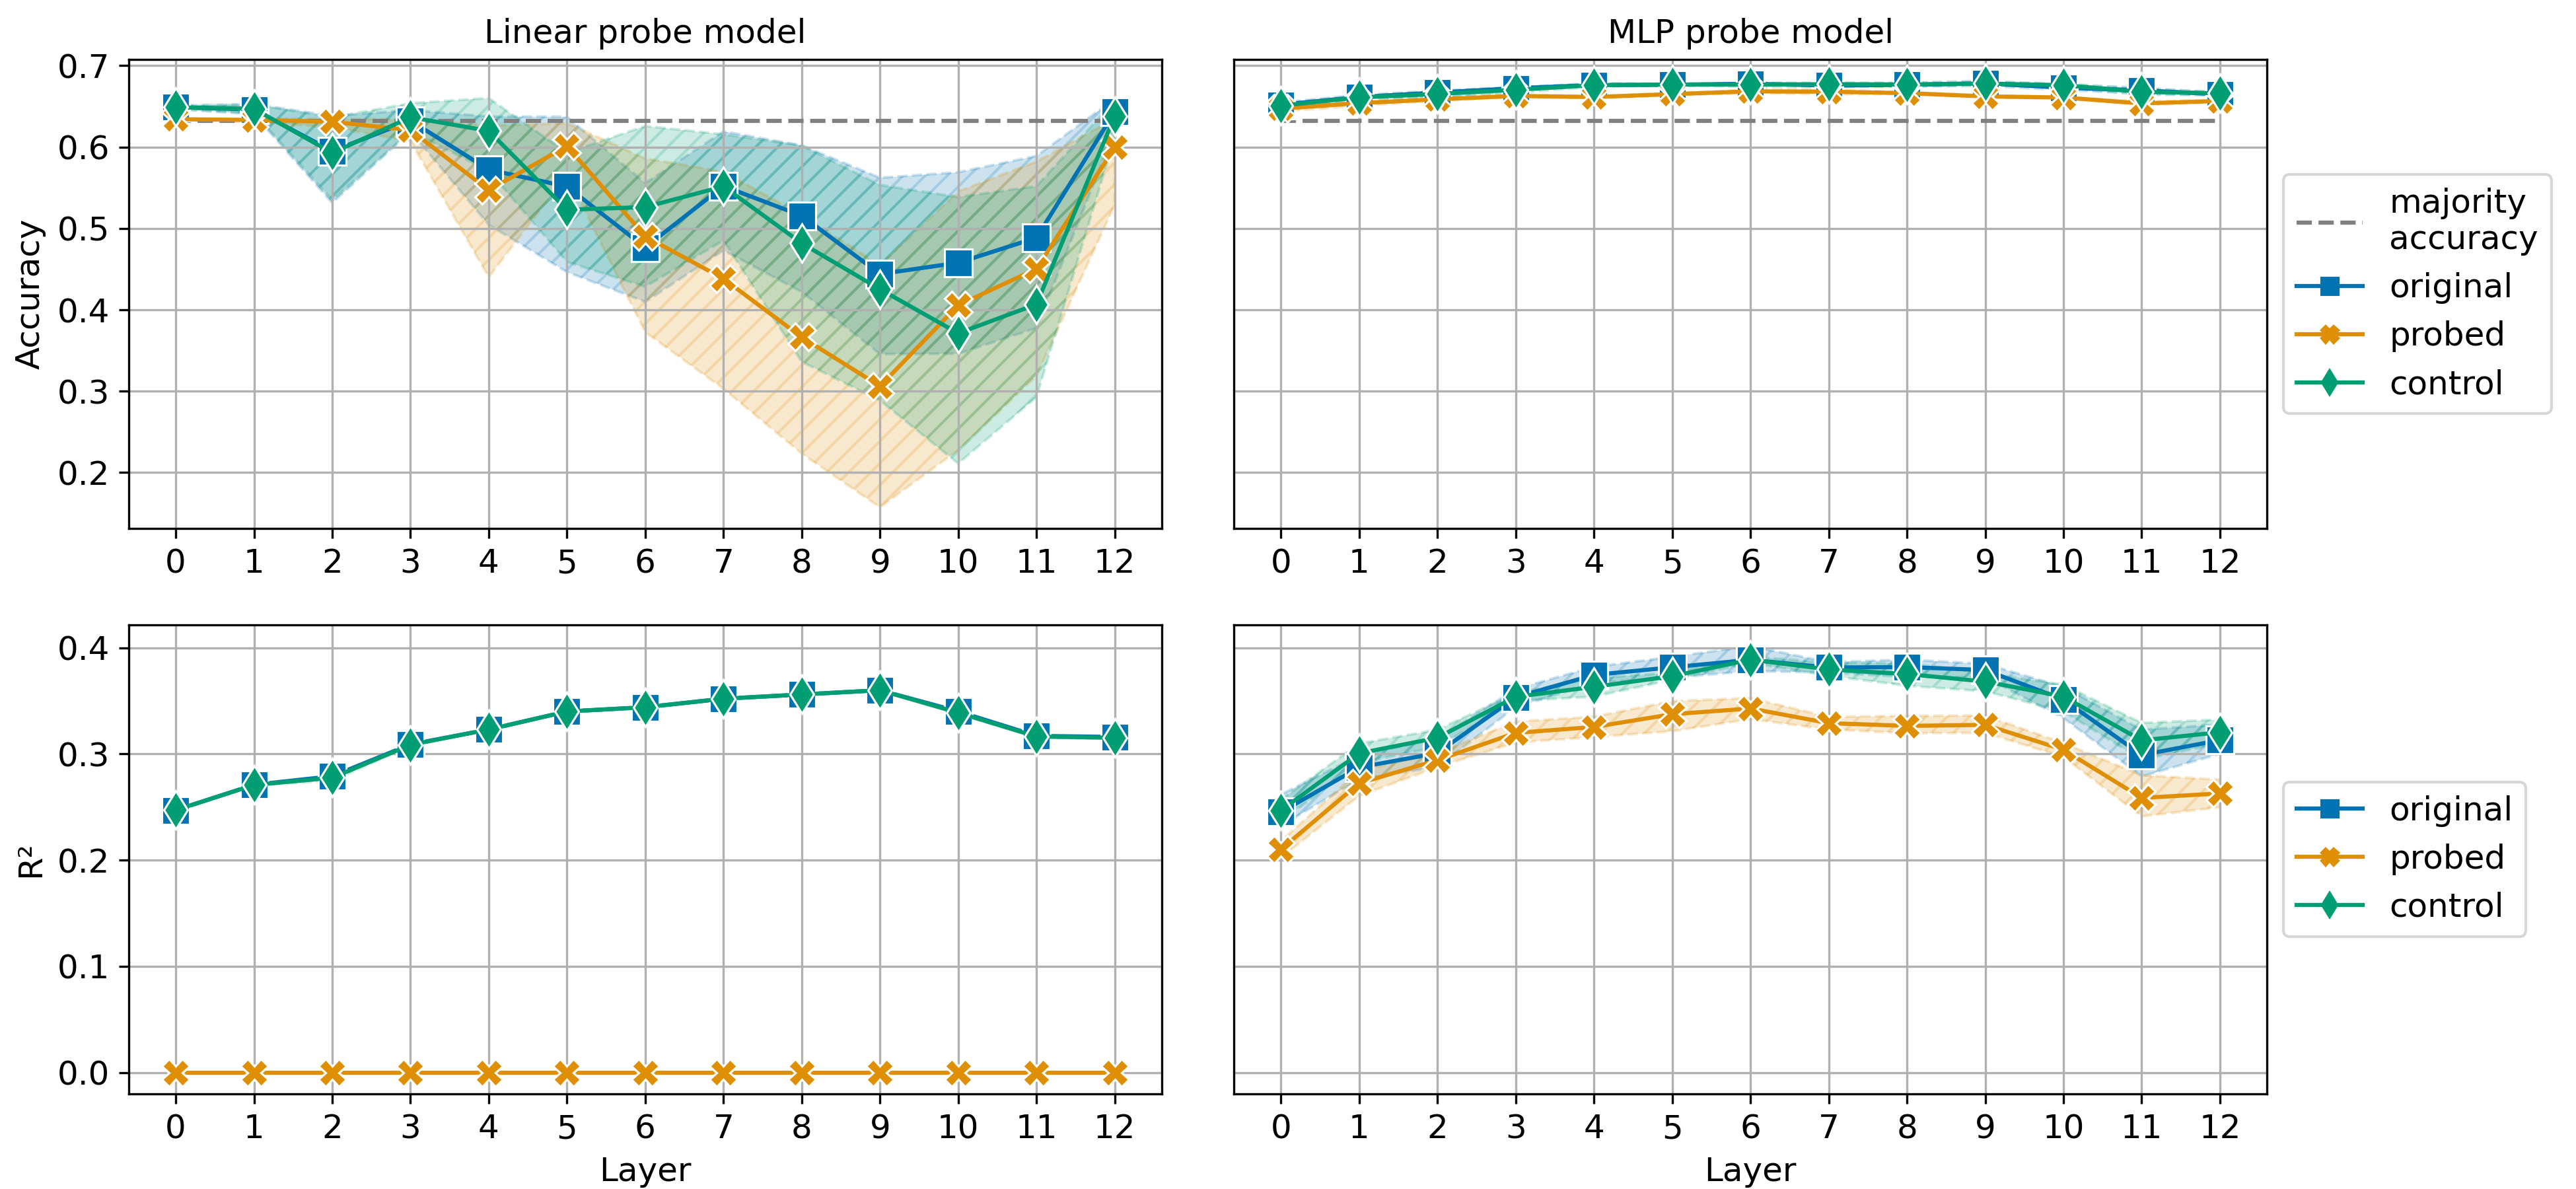 Linear probe model
MLP probe model
Accuracy
0.7
0.6
0.5
0.4
0.3
0.2
0 1 2 3 4 5 6 7 8 9 10 11 12
0 1 2 3 4 5 6 7 8 9 10 11 12
majority
accuracy
original
probed
control
R²
0.4
0.3
0.2
0.1
0.0
0 1 2 3 4 5 6 7 8 9 10 11 12
Layer
0 1 2 3 4 5 6 7 8 9 10 11 12
Layer
original
probed
control